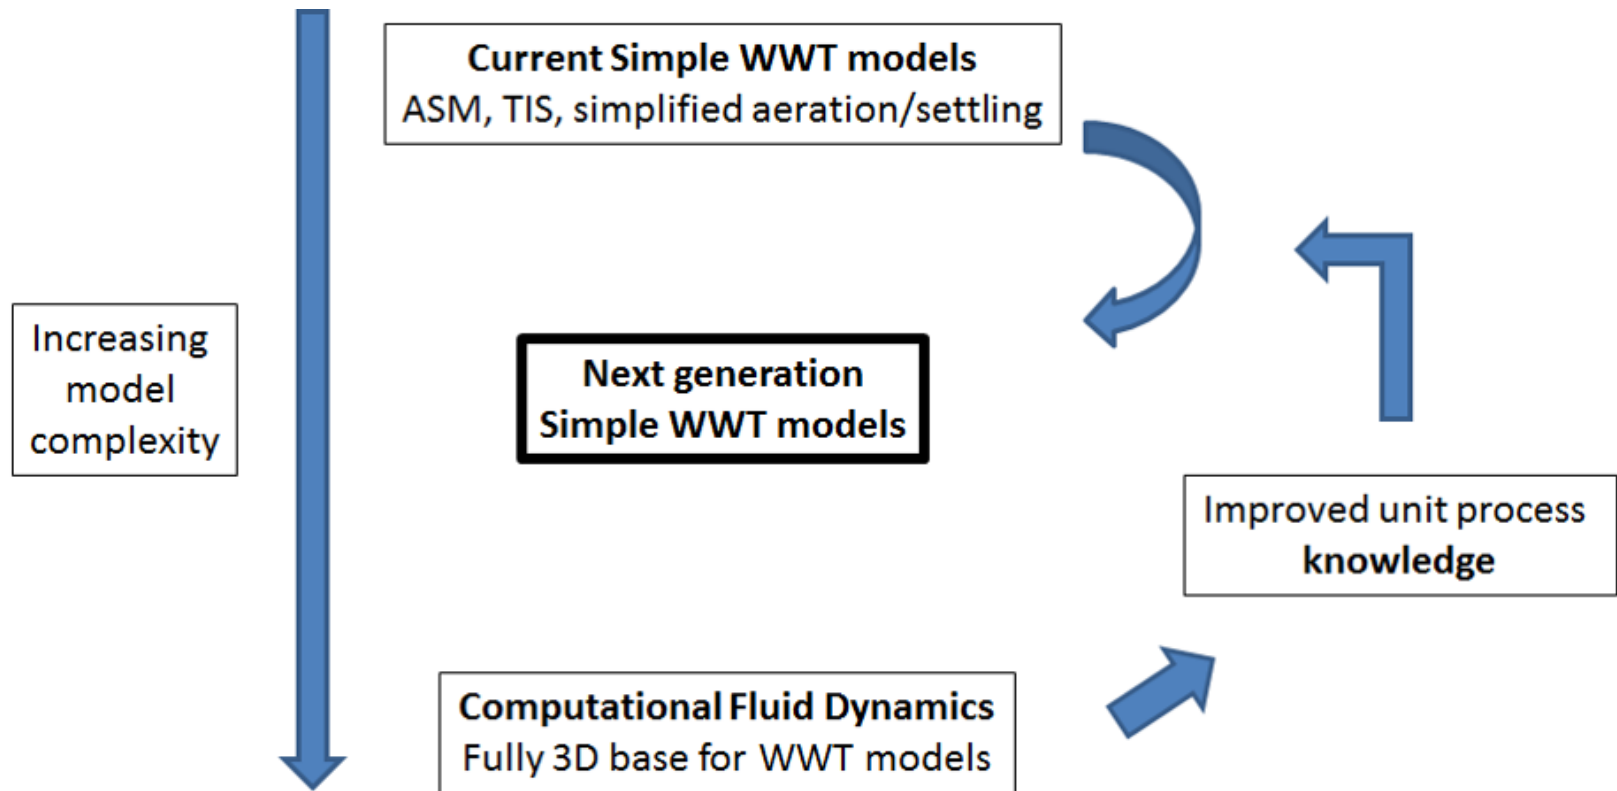 Current Simple WWT models
ASM, TIS, simplified aeration/settling
Increasing
model
complexity
Next generation
Simple WWT models
Improved unit process
knowledge
Computational Fluid Dynamics
Fully 3D base for WWT models